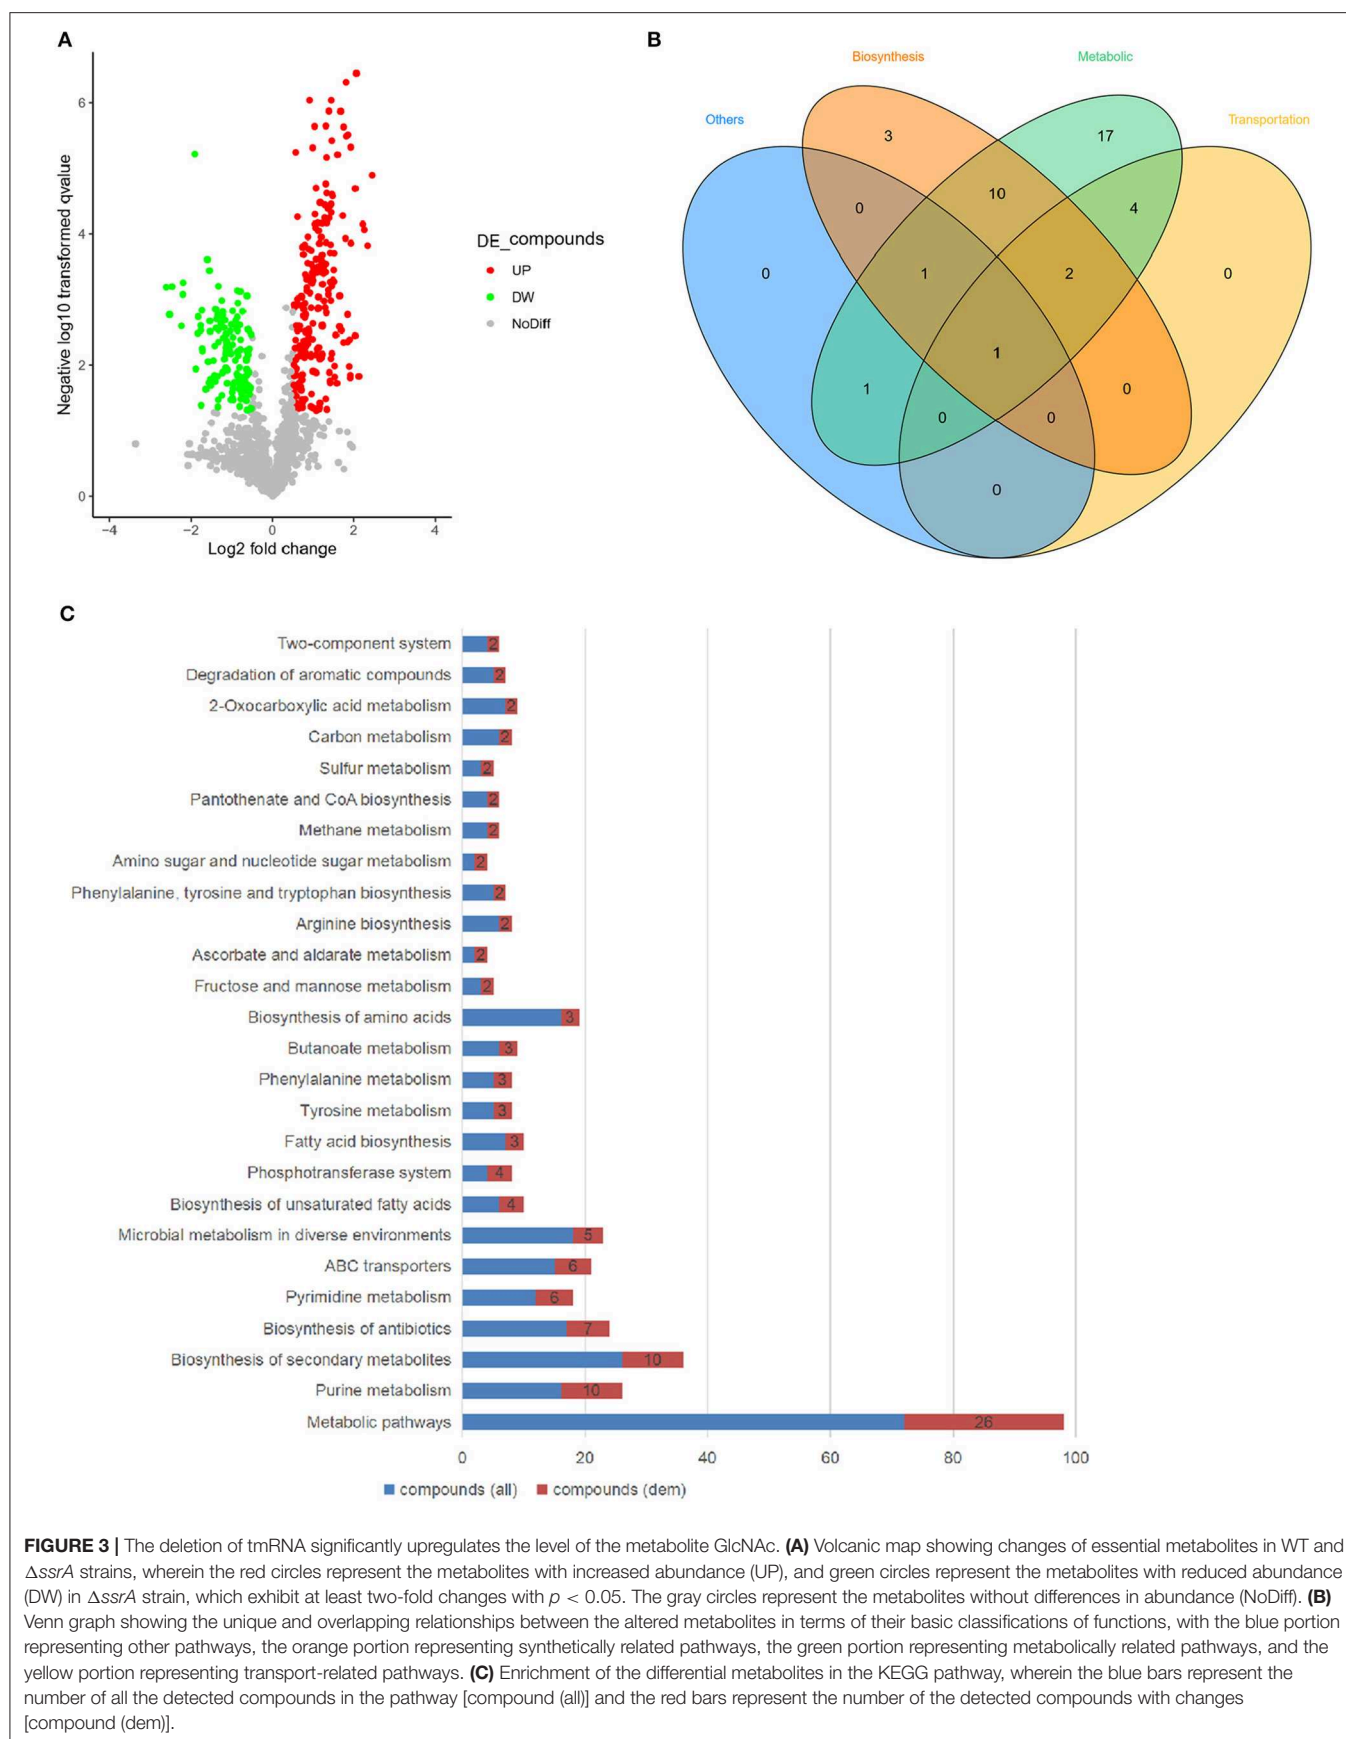 A
Negative log10 transformed qvalue
6
4
2
0
−4
−2
0
2
4
Log2 fold change
DE_compounds
UP
DW
NoDiff
B
Biosynthesis
Metabolic
Others
Transportation
3
17
0
10
4
0
1
2
0
1
1
0
0
0
0
C
Two-component system 2
Degradation of aromatic compounds 2
2-Oxocarboxylic acid metabolism 2
Carbon metabolism 2
Sulfur metabolism 2
Pantothenate and CoA biosynthesis 2
Methane metabolism 2
Amino sugar and nucleotide sugar metabolism 2
Phenylalanine, tyrosine and tryptophan biosynthesis 2
Arginine biosynthesis 2
Ascorbate and aldarate metabolism 2
Fructose and mannose metabolism 2
Biosynthesis of amino acids 3
Butanoate metabolism 3
Phenylalanine metabolism 3
Tyrosine metabolism 3
Fatty acid biosynthesis 3
Phosphotransferase system 4
Biosynthesis of unsaturated fatty acids 4
Microbial metabolism in diverse environments 5
ABC transporters 6
Pyrimidine metabolism 6
Biosynthesis of antibiotics 7
Biosynthesis of secondary metabolites 10
Purine metabolism 10
Metabolic pathways 26
0 20 40 60 80 100
compounds (all) compounds (dem)
FIGURE 3 | The deletion of tmRNA significantly upregulates the level of the metabolite GlcNAc. (A) Volcanic map showing changes of essential metabolites in WT and
ΔssrA strains, wherein the red circles represent the metabolites with increased abundance (UP), and green circles represent the metabolites with reduced abundance
(DW) in ΔssrA strain, which exhibit at least two-fold changes with p < 0.05. The gray circles represent the metabolites without differences in abundance (NoDiff). (B)
Venn graph showing the unique and overlapping relationships between the altered metabolites in terms of their basic classifications of functions, with the blue portion
representing other pathways, the orange portion representing synthetically related pathways, the green portion representing metabolically related pathways, and the
yellow portion representing transport-related pathways. (C) Enrichment of the differential metabolites in the KEGG pathway, wherein the blue bars represent the
number of all the detected compounds in the pathway [compound (all)] and the red bars represent the number of the detected compounds with changes
[compound (dem)].